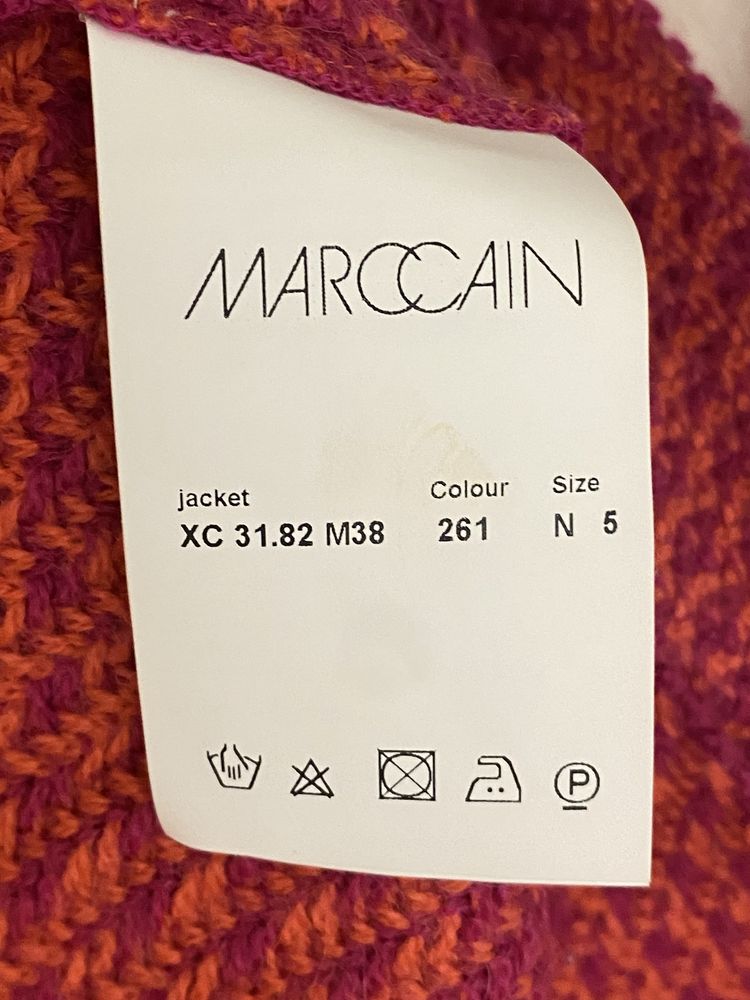 MARCCAIN
jacket Colour Size
XC 31.82 M38 261 N 5
P